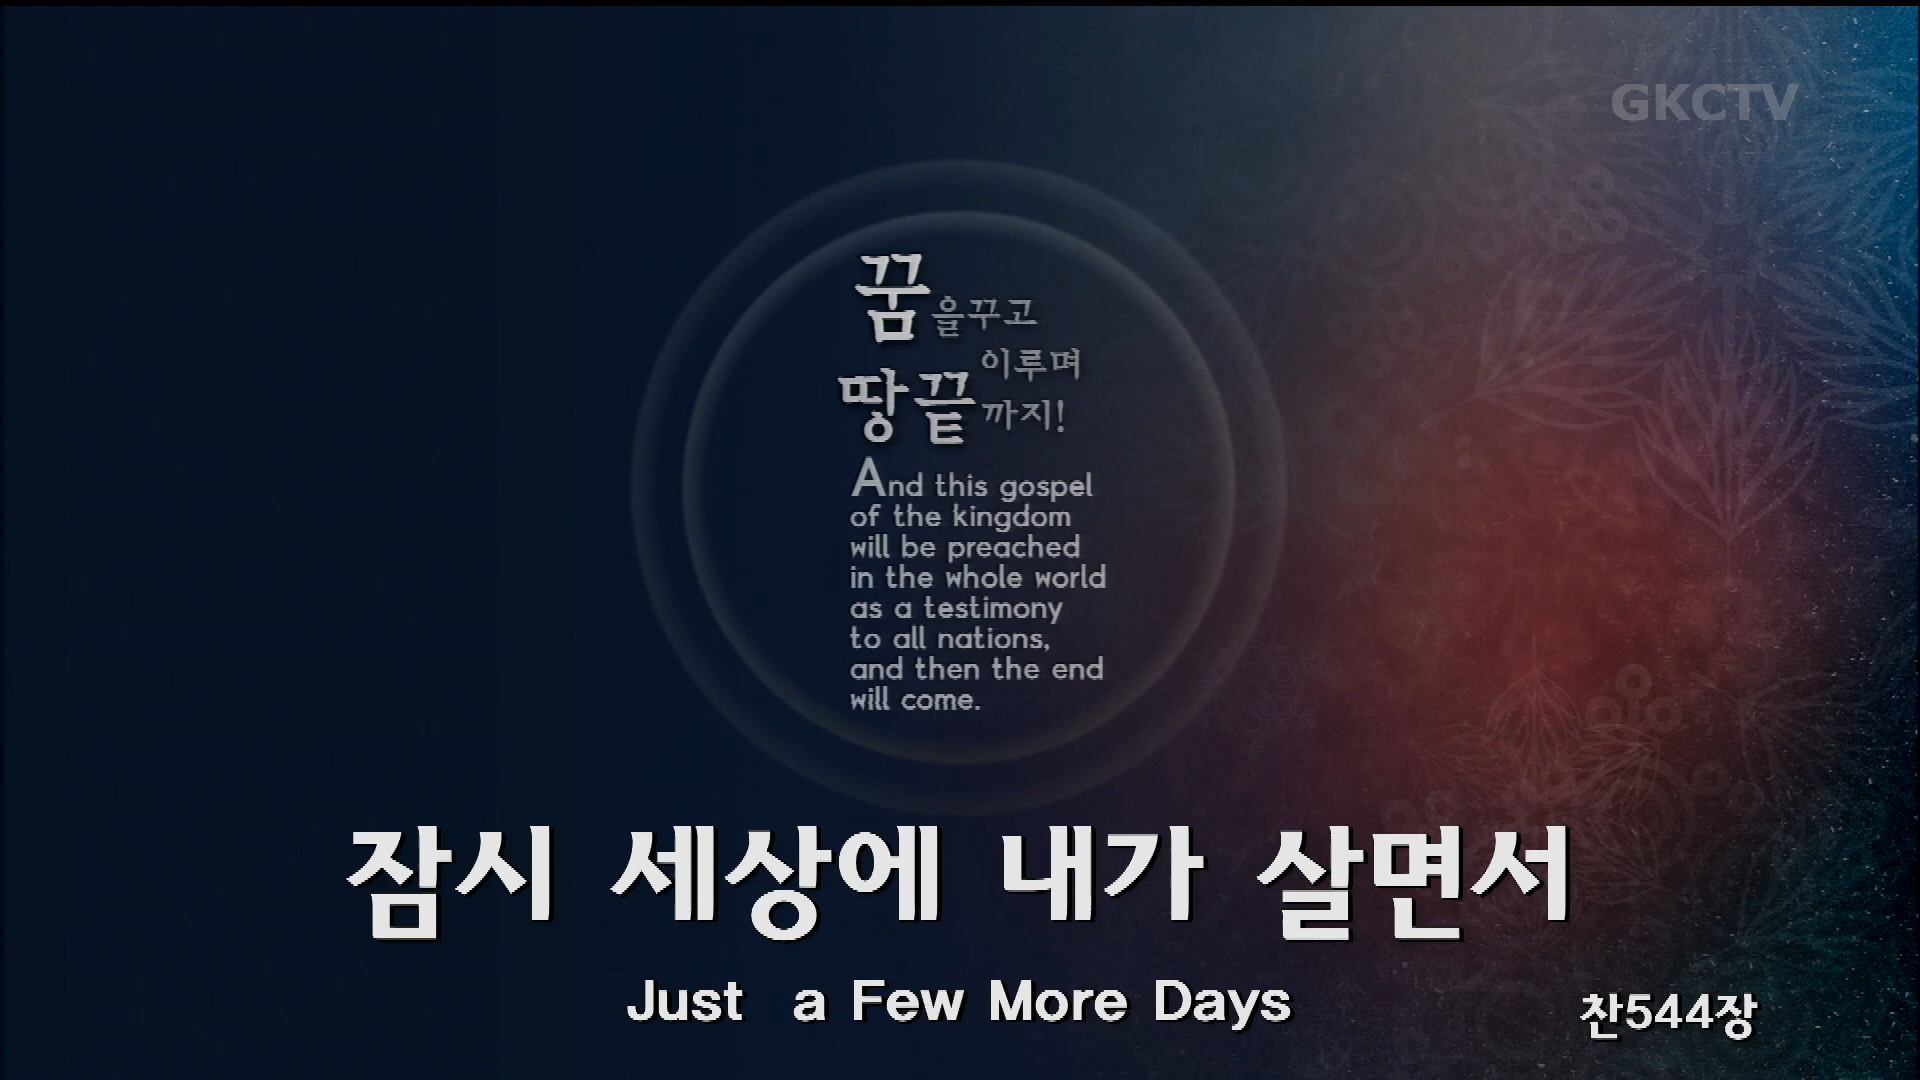 GKCTV
꿈을꾸고
이루며
땅끝까지!
And this gospel
of the kingdom
will be preached
in the whole world
as a testimony
to all nations,
and then the end
will come.
잠시 세상에 내가 살면서
Just a Few More Days
찬544장